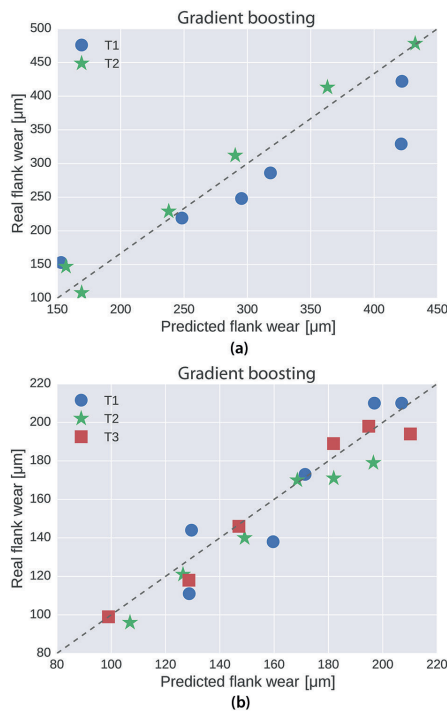 Gradient boosting
500
450
400
350
300
250
200
150
100
T1
T2
Real flank wear [µm]
150 200 250 300 350 400 450
Predicted flank wear [µm]
(a)
Gradient boosting
220
200
180
160
140
120
100
80
T1
T2
T3
Real flank wear [µm]
80 100 120 140 160 180 200 220
Predicted flank wear [µm]
(b)